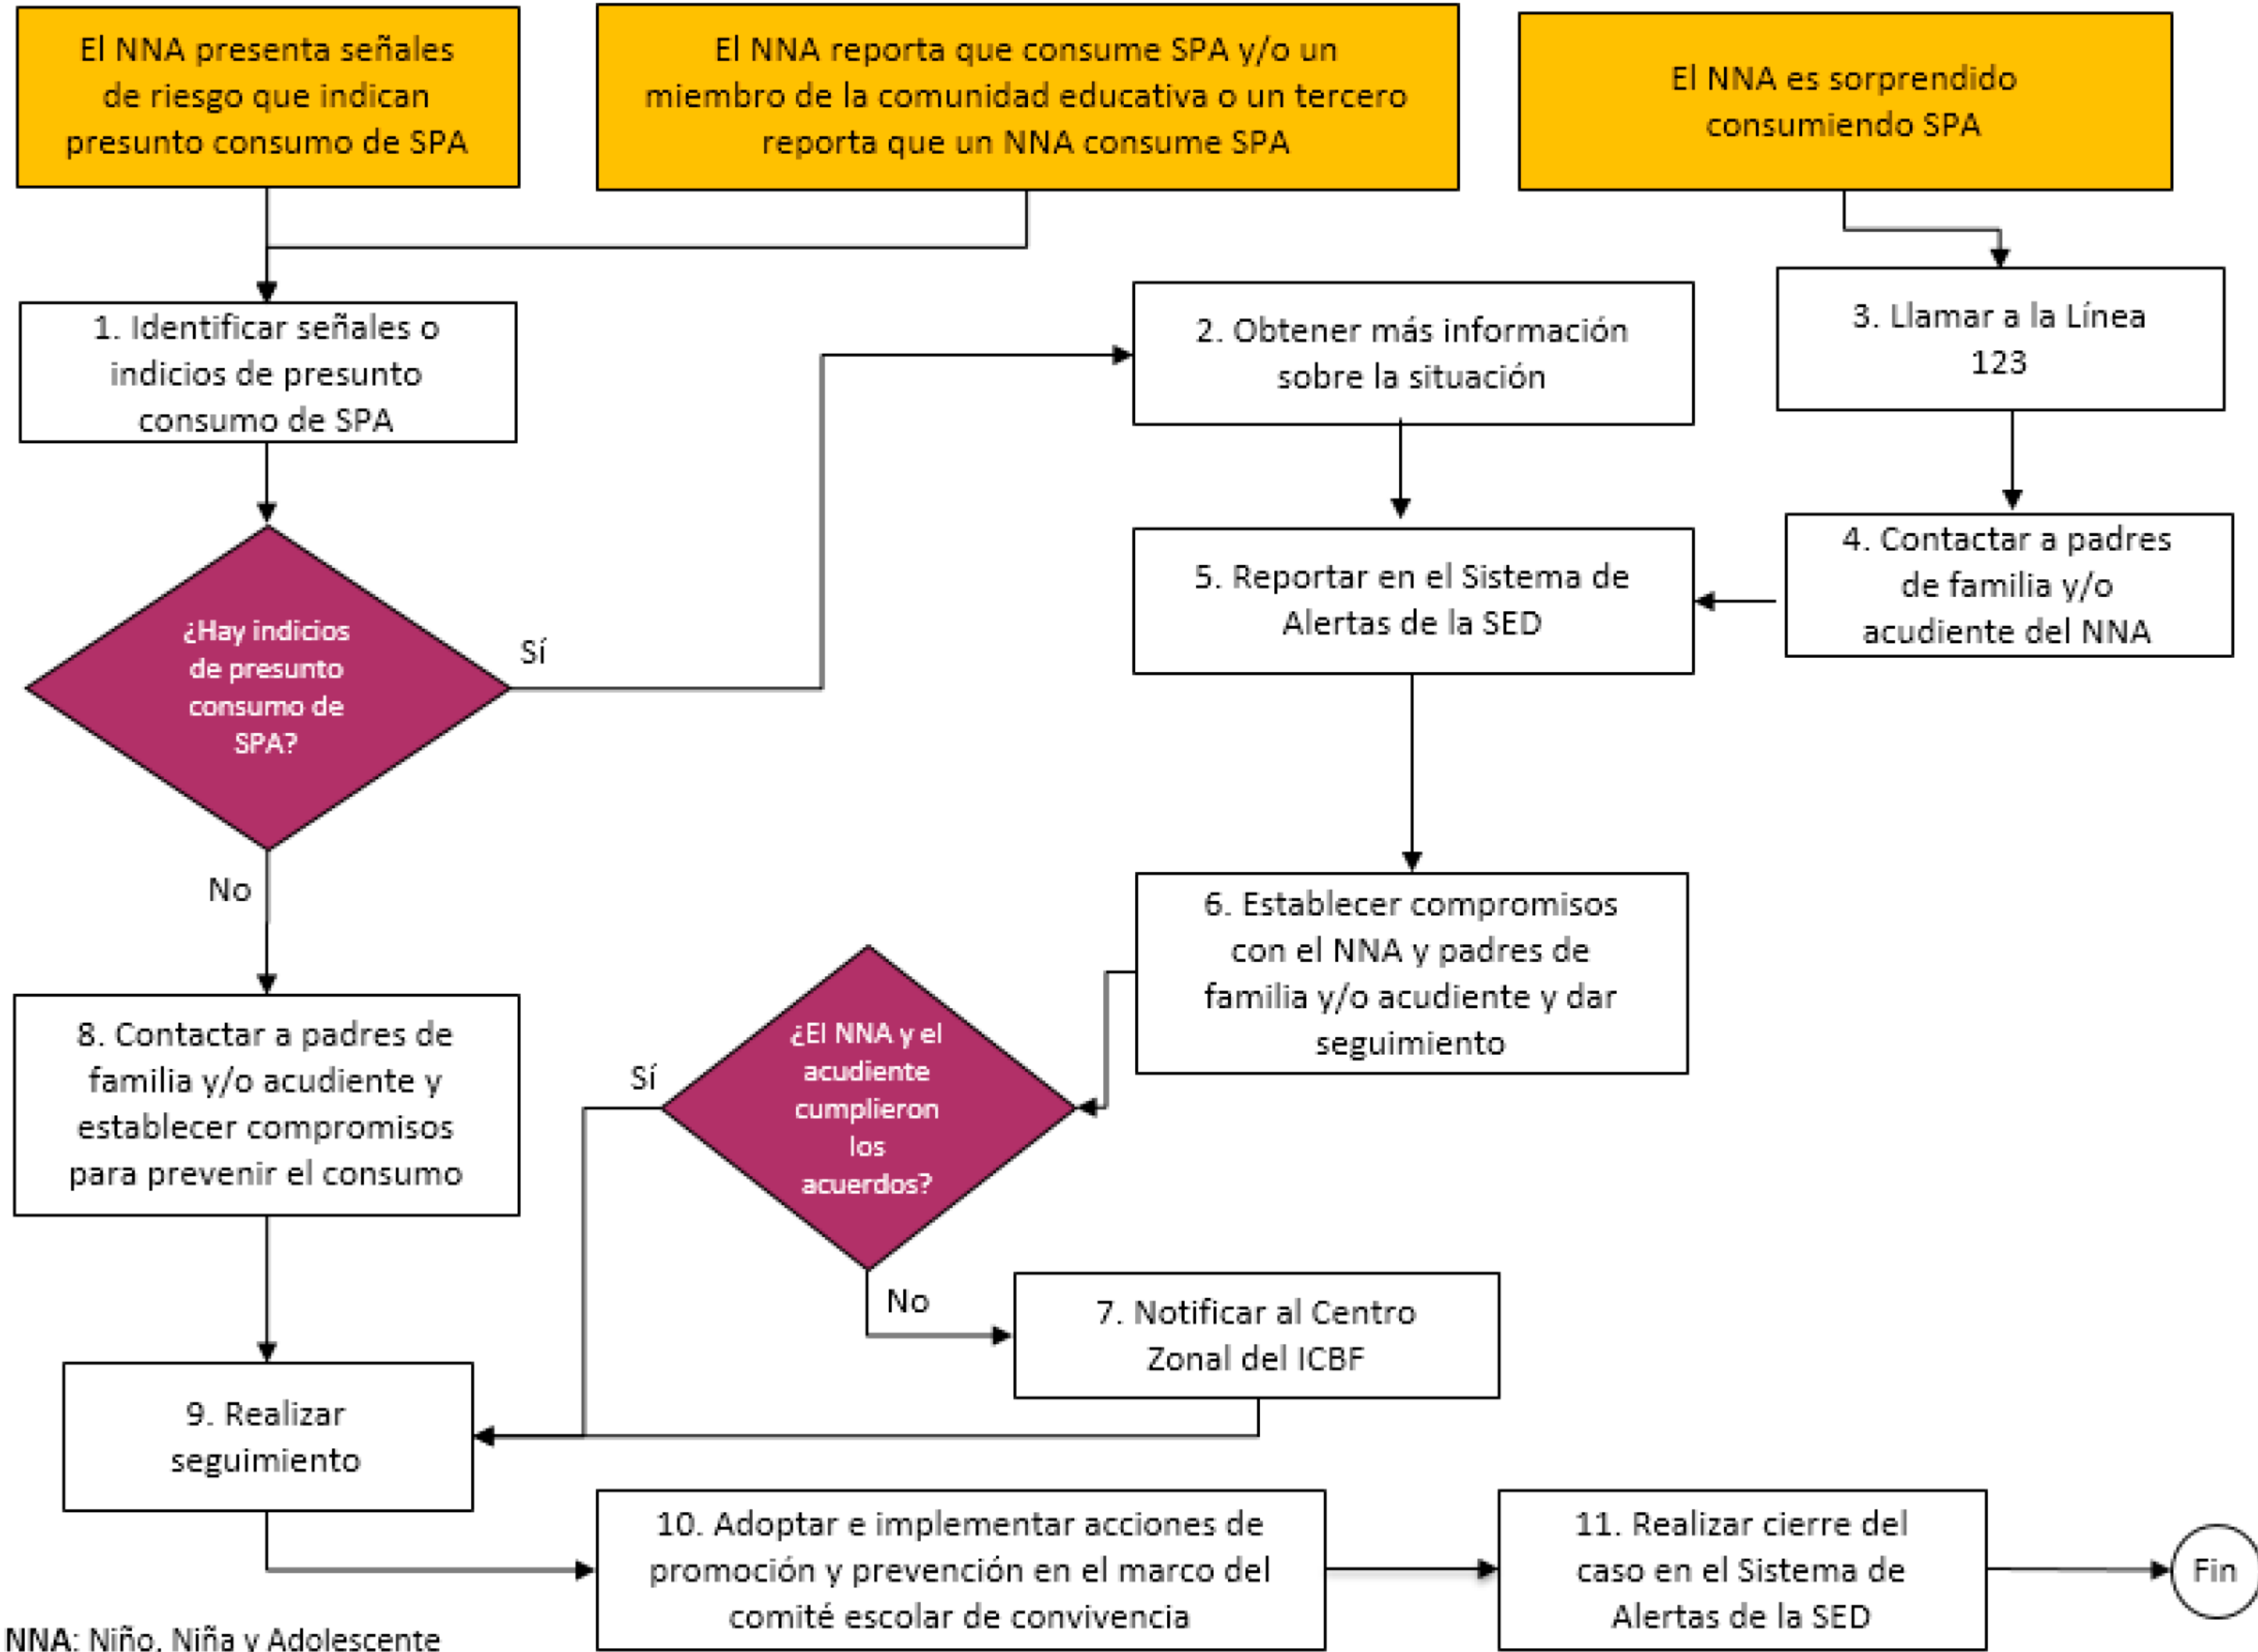 El NNA presenta señales
de riesgo que indican
presunto consumo de SPA
El NNA reporta que consume SPA y/o un
miembro de la comunidad educativa o un tercero
reporta que un NNA consume SPA
El NNA es sorprendido
consumiendo SPA
1. Identificar señales o
indicios de presunto
consumo de SPA
2. Obtener más información
sobre la situación
3. Llamar a la Línea
123
¿Hay indicios
de presunto
consumo de
SPA?
Sí
No
5. Reportar en el Sistema de
Alertas de la SED
4. Contactar a padres
de familia y/o
acudiente del NNA
6. Establecer compromisos
con el NNA y padres de
familia y/o acudiente y dar
seguimiento
¿El NNA y el
acudiente
cumplieron
los
acuerdos?
Sí
No
8. Contactar a padres de
familia y/o acudiente y
establecer compromisos
para prevenir el consumo
7. Notificar al Centro
Zonal del ICBF
9. Realizar
seguimiento
10. Adoptar e implementar acciones de
promoción y prevención en el marco del
comité escolar de convivencia
11. Realizar cierre del
caso en el Sistema de
Alertas de la SED
Fin
NNA: Niño, Niña y Adolescente